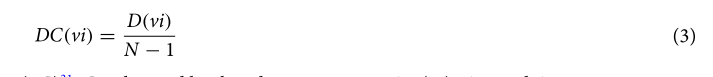 DC(vi) = D(vi) / N − 1 (3)